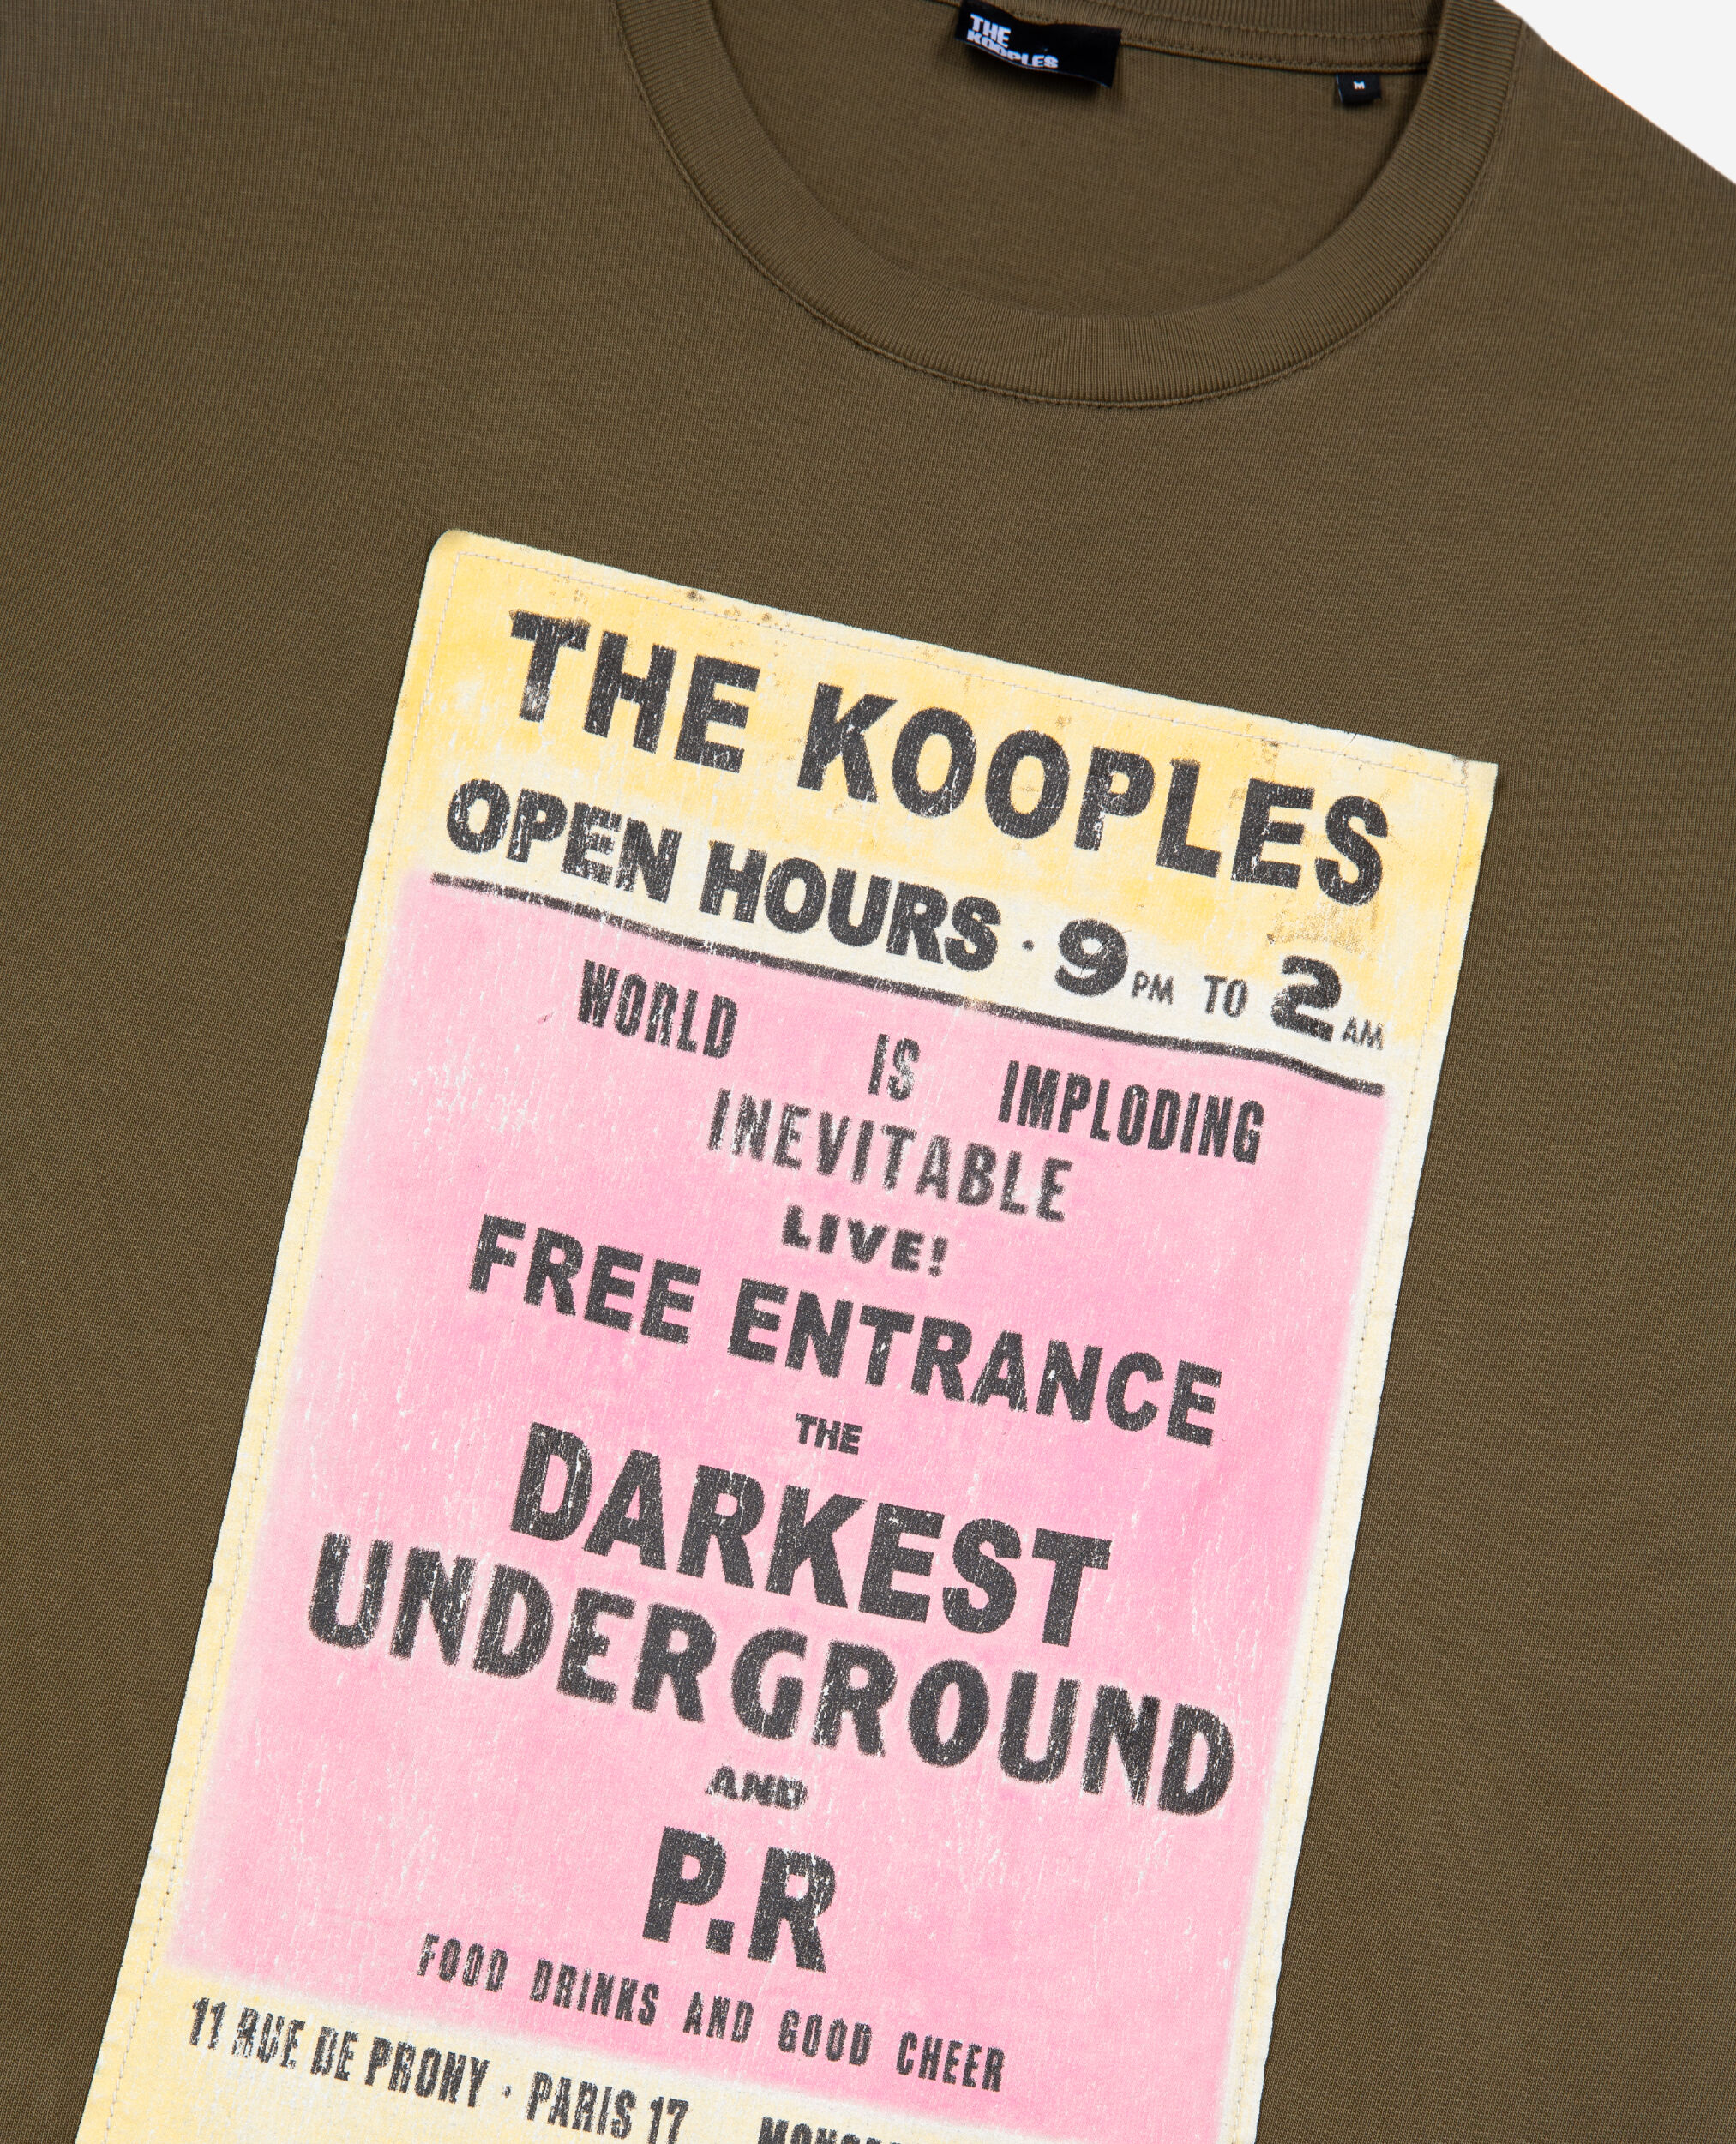 THE
KOOPLES
M
THE KOOPLES
OPEN HOURS · 9 PM TO 2 AM
WORLD IS IMPLODING
INEVITABLE
LIVE!
FREE ENTRANCE
THE
DARKEST
UNDERGROUND
AND
P.R
FOOD DRINKS AND GOOD CHEER
11 RUE DE PRONY · PARIS 17